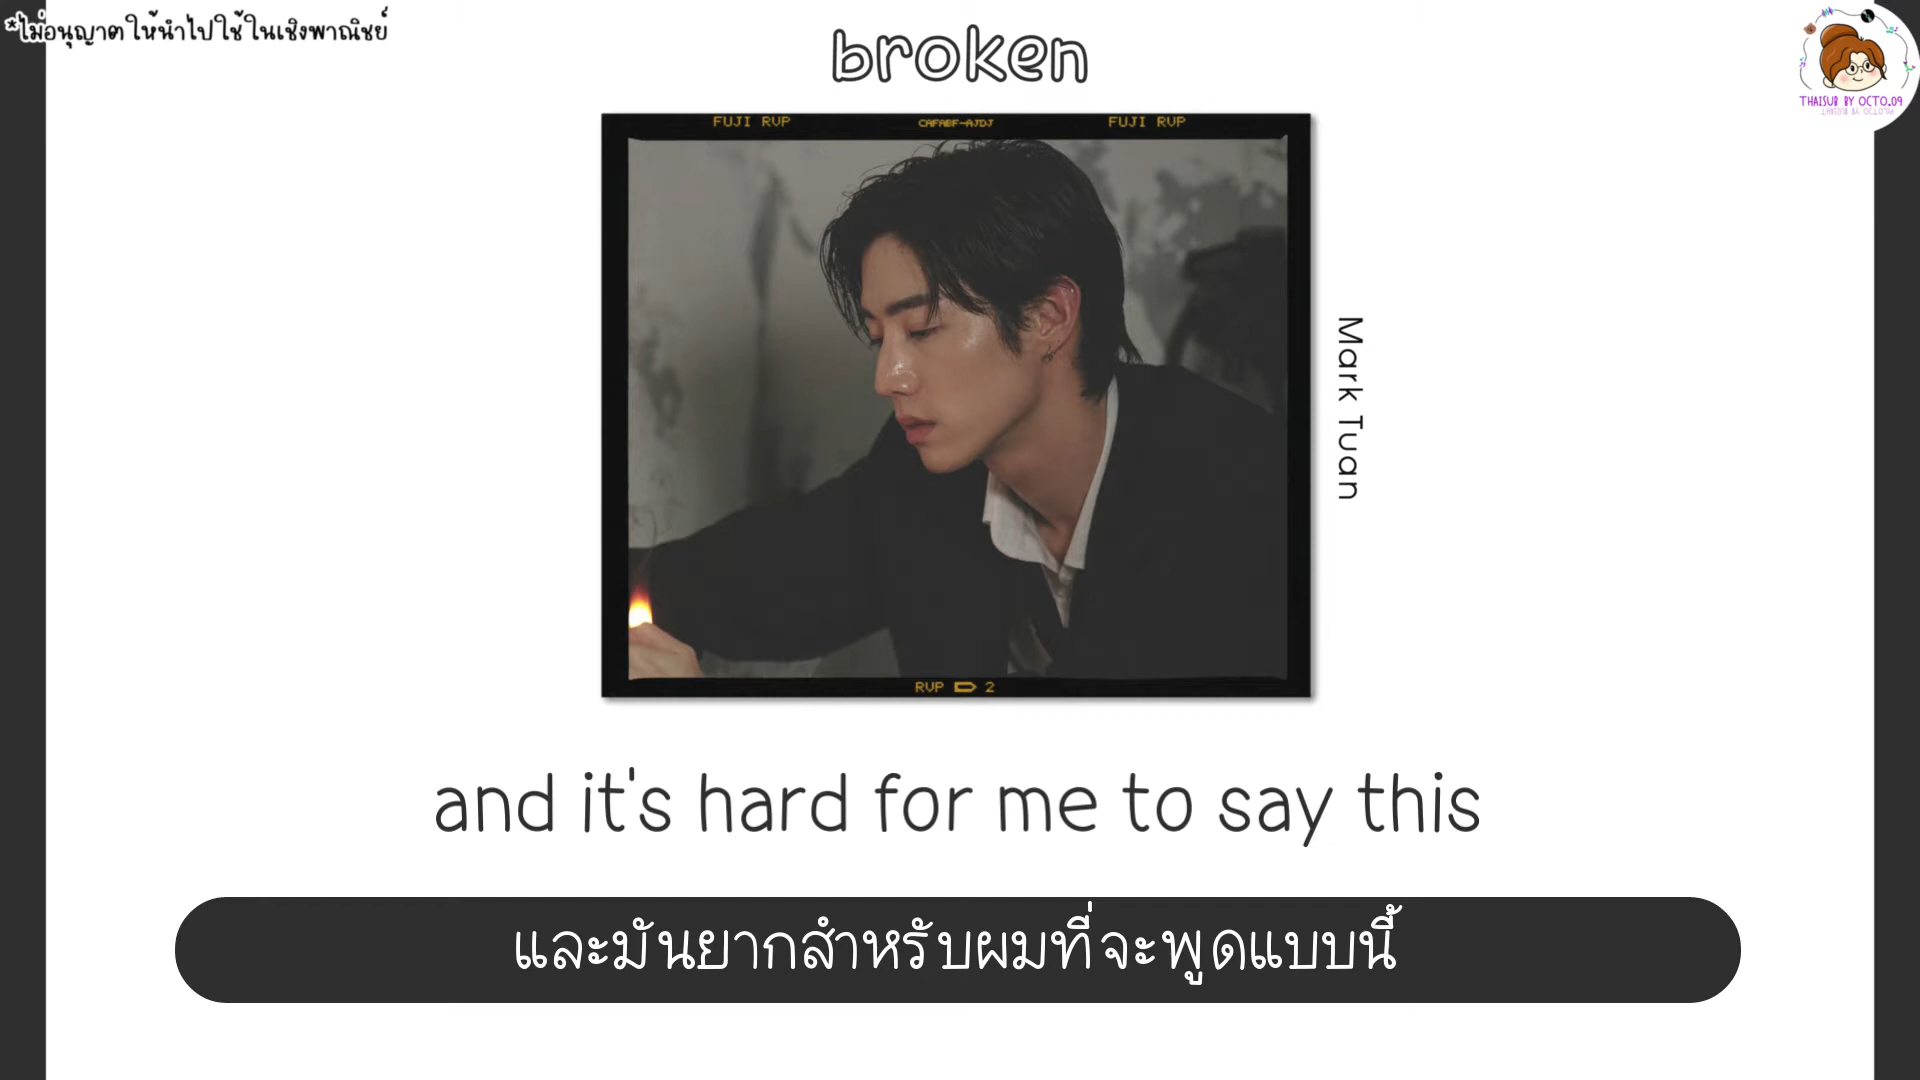 *ไม่อนุญาตให้นำไปใช้ในเชิงพาณิชย์
broken
THAISUB BY OCTO.09
FUJI RVP
CAFABF-AJDJ
FUJI RVP
Mark Tuan
RVP 2
and it's hard for me to say this
และมันยากสำหรับผมที่จะพูดแบบนี้